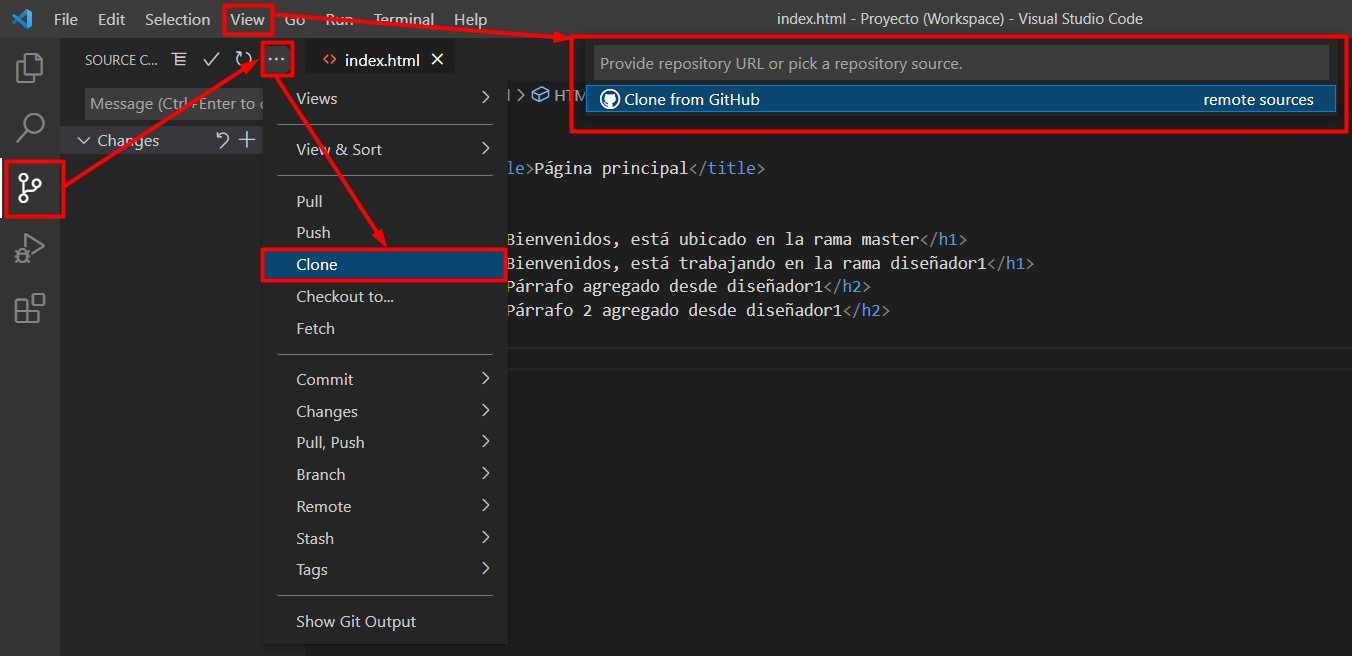 File Edit Selection View Go Run Terminal Help
index.html - Proyecto (Workspace) - Visual Studio Code
SOURCE C...
index.html
Message (Ctrl+Enter to c
Changes
Views
View & Sort
Pull
Push
Clone
Checkout to...
Fetch
Commit
Changes
Pull, Push
Branch
Remote
Stash
Tags
Show Git Output
Provide repository URL or pick a repository source.
Clone from GitHub remote sources
HTM
le>Página principal</title>
Bienvenidos, está ubicado en la rama master</h1>
Bienvenidos, está trabajando en la rama diseñador1</h1>
Párrafo agregado desde diseñador1</h2>
Párrafo 2 agregado desde diseñador1</h2>